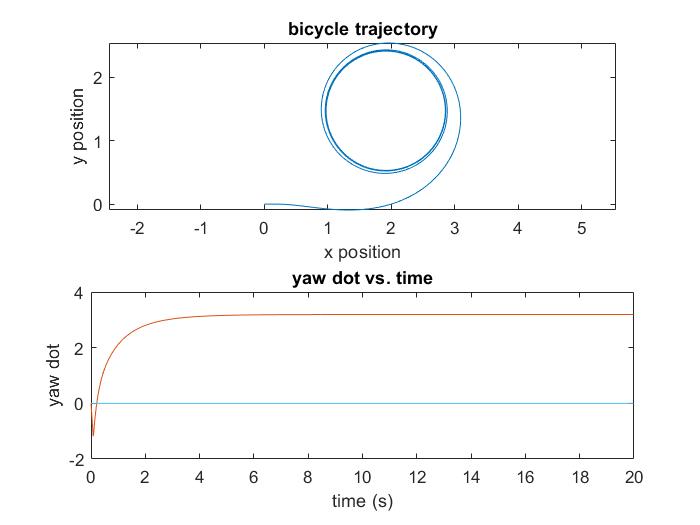 bicycle trajectory
2
1
0
y position
-2 -1 0 1 2 3 4 5
x position
yaw dot vs. time
4
2
0
-2
yaw dot
0 2 4 6 8 10 12 14 16 18 20
time (s)